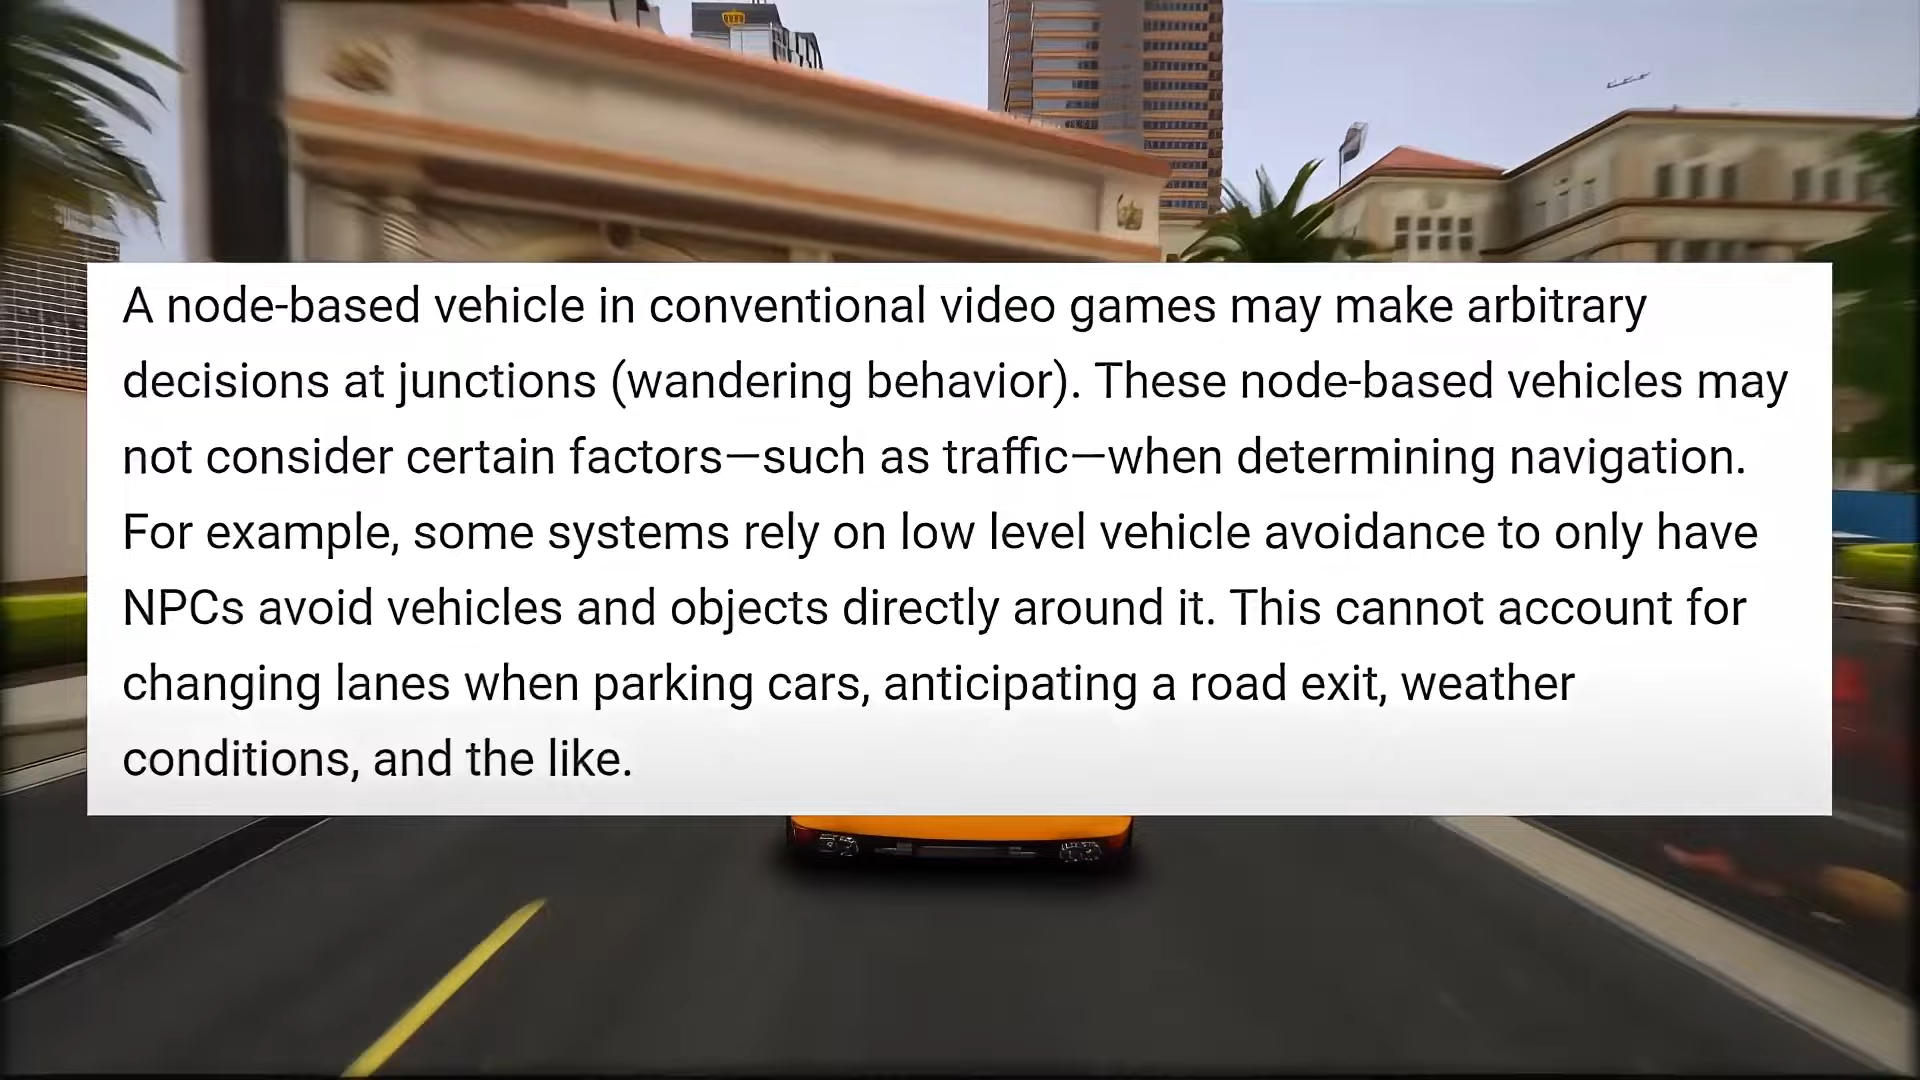 A node-based vehicle in conventional video games may make arbitrary
decisions at junctions (wandering behavior). These node-based vehicles may
not consider certain factors—such as traffic—when determining navigation.
For example, some systems rely on low level vehicle avoidance to only have
NPCs avoid vehicles and objects directly around it. This cannot account for
changing lanes when parking cars, anticipating a road exit, weather
conditions, and the like.